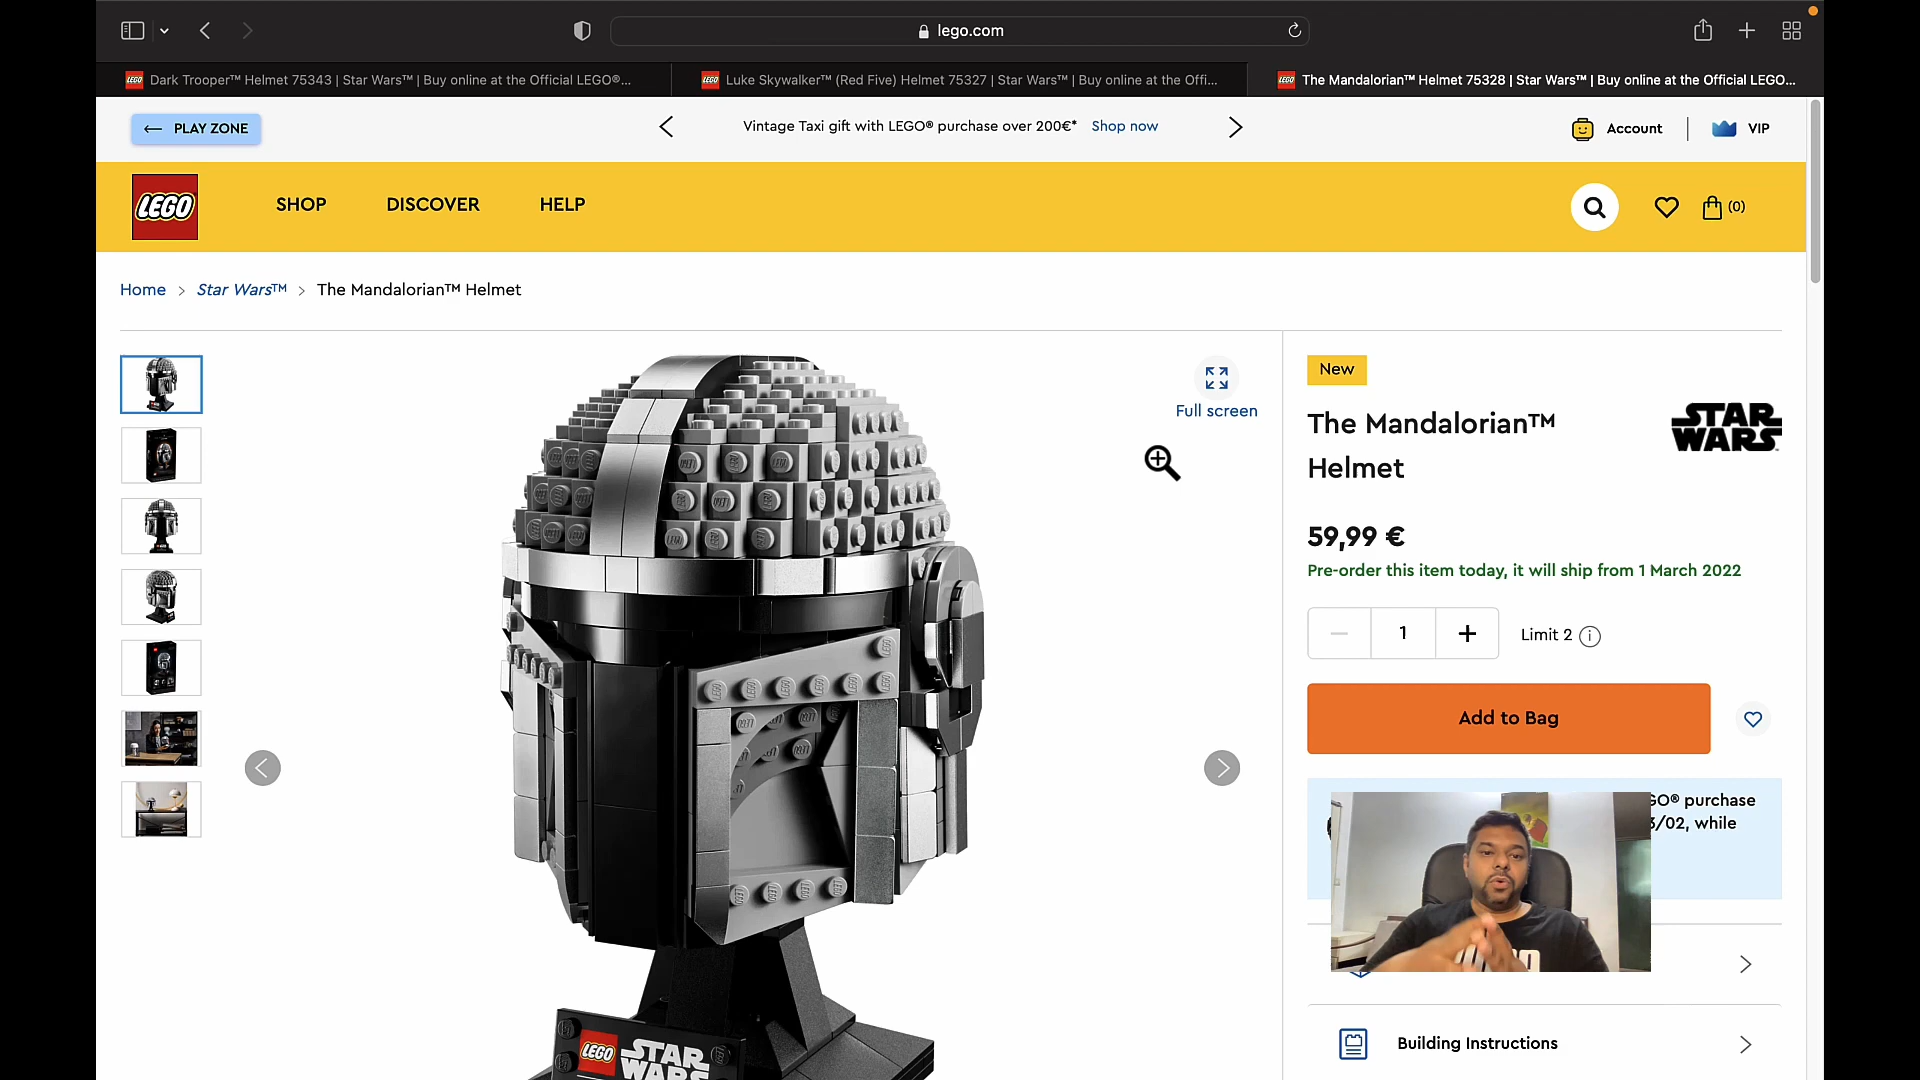 lego.com
Dark Trooper™ Helmet 75343 | Star Wars™ | Buy online at the Official LEGO®...
Luke Skywalker™ (Red Five) Helmet 75327 | Star Wars™ | Buy online at the Offi...
The Mandalorian™ Helmet 75328 | Star Wars™ | Buy online at the Official LEGO...
PLAY ZONE
Vintage Taxi gift with LEGO® purchase over 200€* Shop now
Account
VIP
LEGO
SHOP
DISCOVER
HELP
(0)
Home > Star Wars™ > The Mandalorian™ Helmet
Full screen
New
The Mandalorian™
Helmet
STAR
WARS
59,99 €
Pre-order this item today, it will ship from 1 March 2022
1
Limit 2
Add to Bag
GO® purchase
3/02, while
Building Instructions
LEGO
STAR
WARS